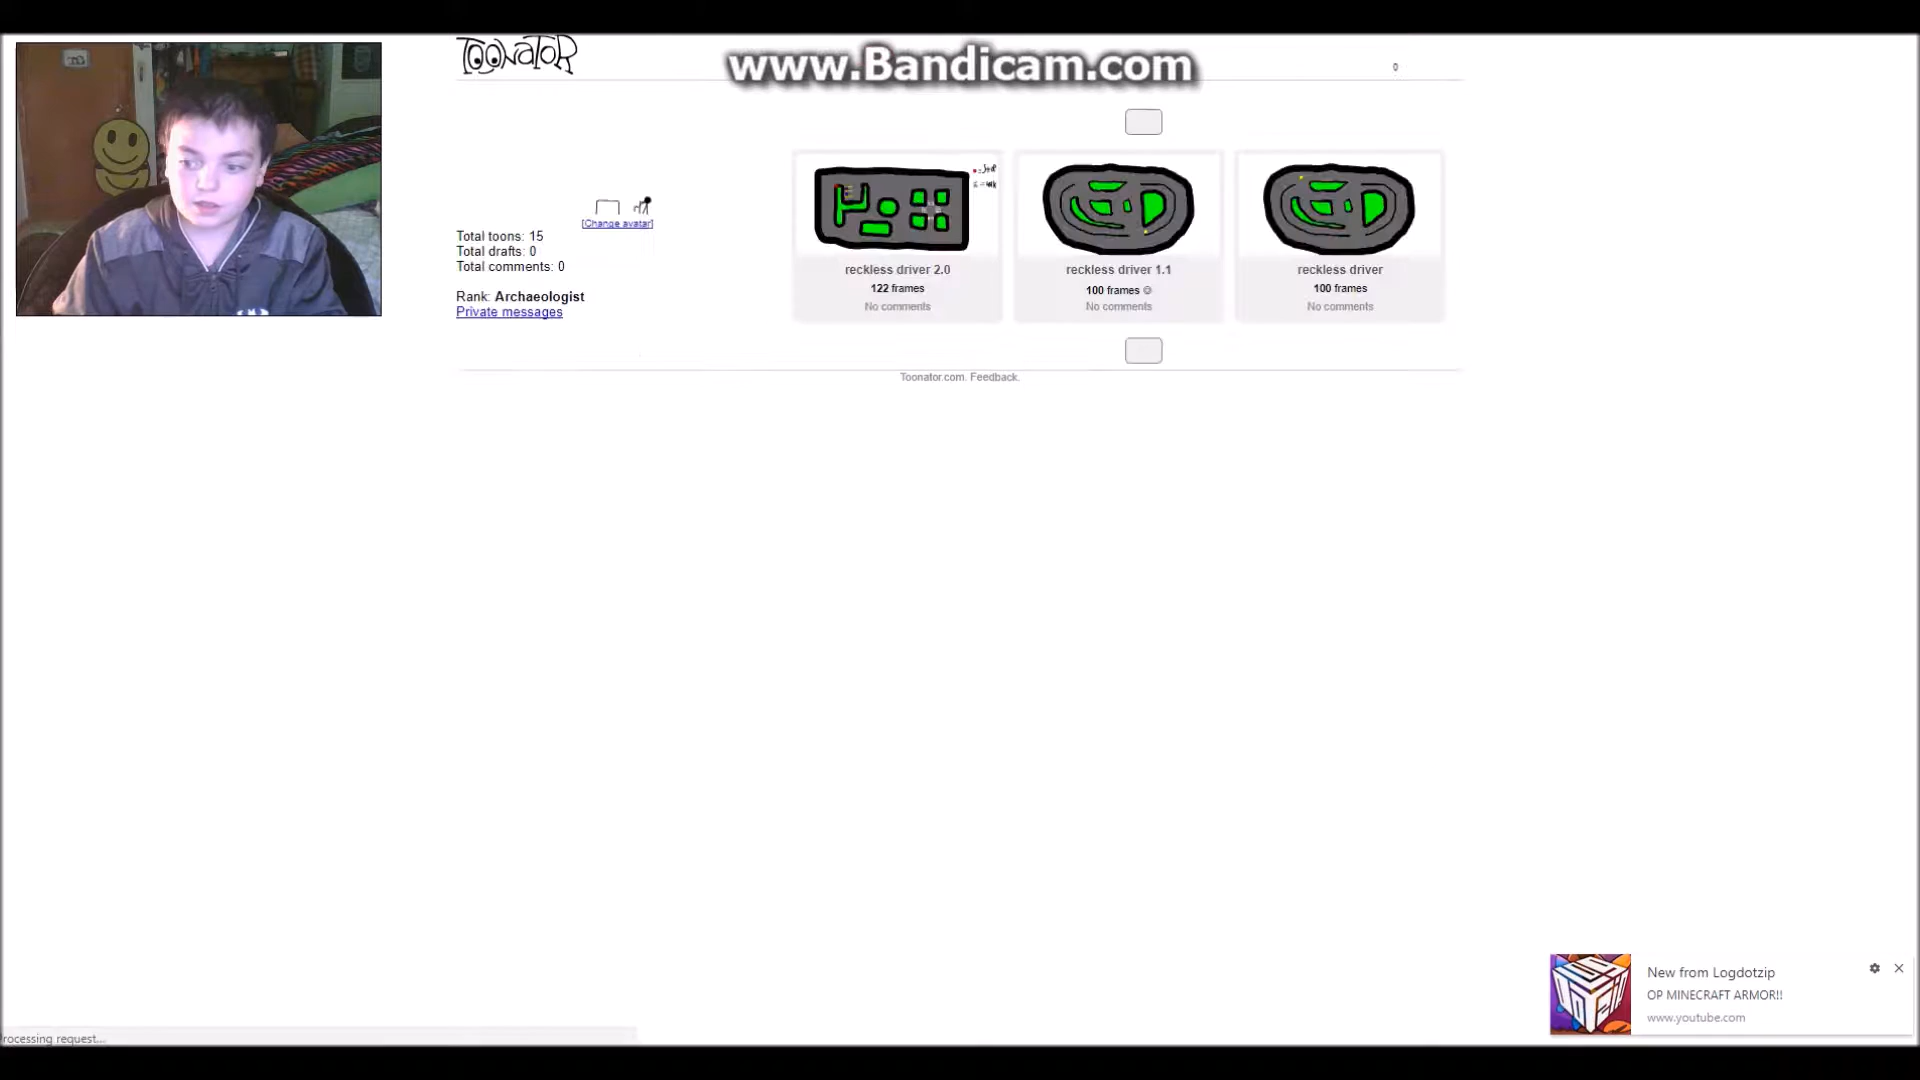 TOONATOR
www.Bandicam.com
0
[Change avatar]
Total toons: 15
Total drafts: 0
Total comments: 0
Rank: Archaeologist
Private messages
reckless driver 2.0
122 frames
No comments
reckless driver 1.1
100 frames
No comments
reckless driver
100 frames
No comments
Toonator.com. Feedback.
New from Logdotzip
OP MINECRAFT ARMOR!!
www.youtube.com
rocessing request...